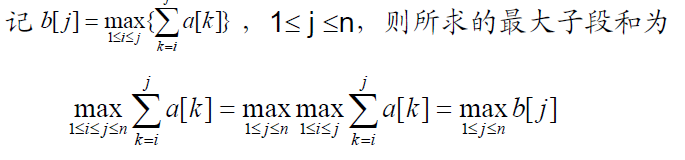 记 b[j] = max_{1≤i≤j} {∑_{k=i}^{j} a[k]} ，1≤ j ≤n，则所求的最大子段和为
max_{1≤i≤j≤n} ∑_{k=i}^{j} a[k] = max_{1≤j≤n} max_{1≤i≤j} ∑_{k=i}^{j} a[k] = max_{1≤j≤n} b[j]